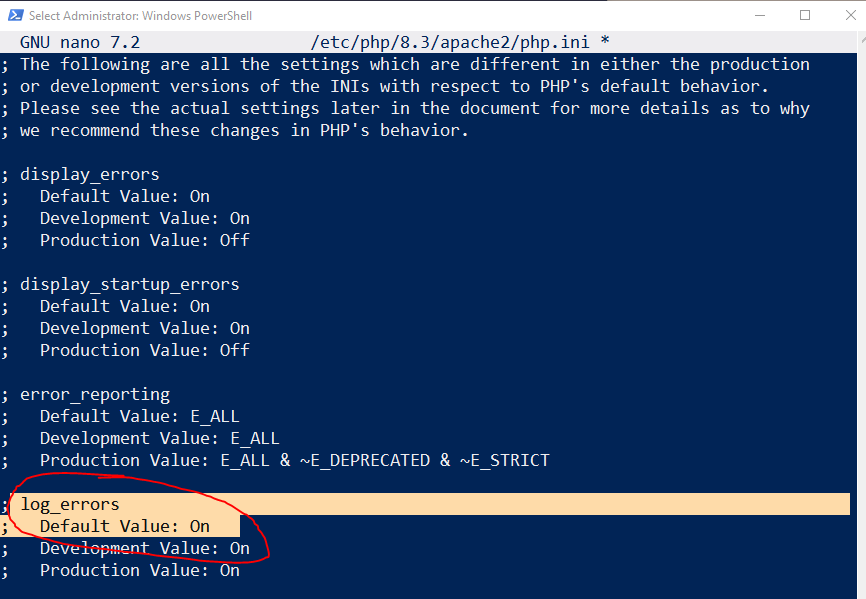 Select Administrator: Windows PowerShell
GNU nano 7.2 /etc/php/8.3/apache2/php.ini *
; The following are all the settings which are different in either the production
; or development versions of the INIs with respect to PHP's default behavior.
; Please see the actual settings later in the document for more details as to why
; we recommend these changes in PHP's behavior.
; display_errors
;   Default Value: On
;   Development Value: On
;   Production Value: Off
; display_startup_errors
;   Default Value: On
;   Development Value: On
;   Production Value: Off
; error_reporting
;   Default Value: E_ALL
;   Development Value: E_ALL
;   Production Value: E_ALL & ~E_DEPRECATED & ~E_STRICT
; log_errors
;   Default Value: On
;   Development Value: On
;   Production Value: On